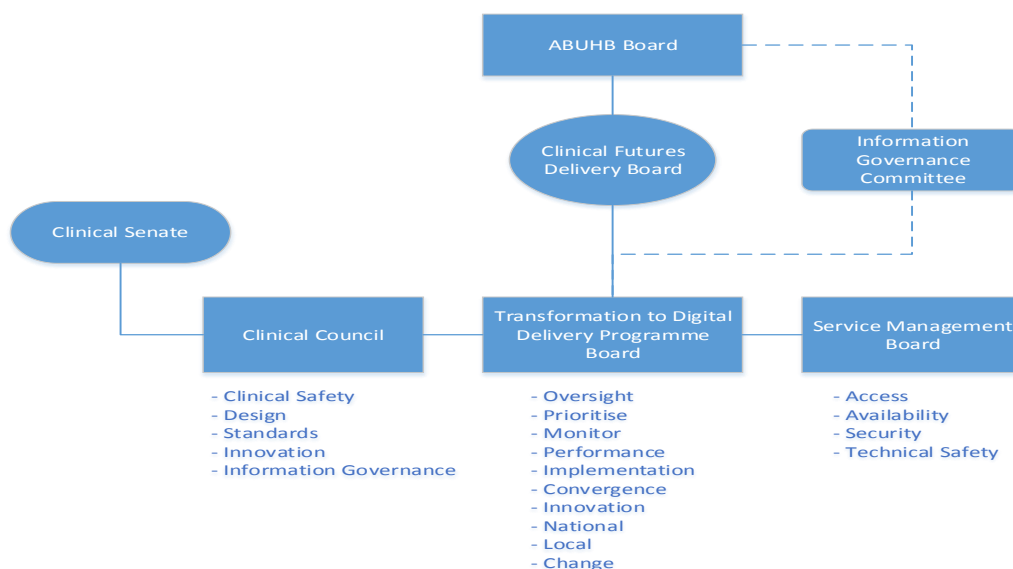 ABUHB Board
Clinical Futures
Delivery Board
Information
Governance
Committee
Clinical Senate
Clinical Council
Transformation to Digital
Delivery Programme
Board
Service Management
Board
- Clinical Safety
- Design
- Standards
- Innovation
- Information Governance
- Oversight
- Prioritise
- Monitor
- Performance
- Implementation
- Convergence
- Innovation
- National
- Local
- Change
- Access
- Availability
- Security
- Technical Safety